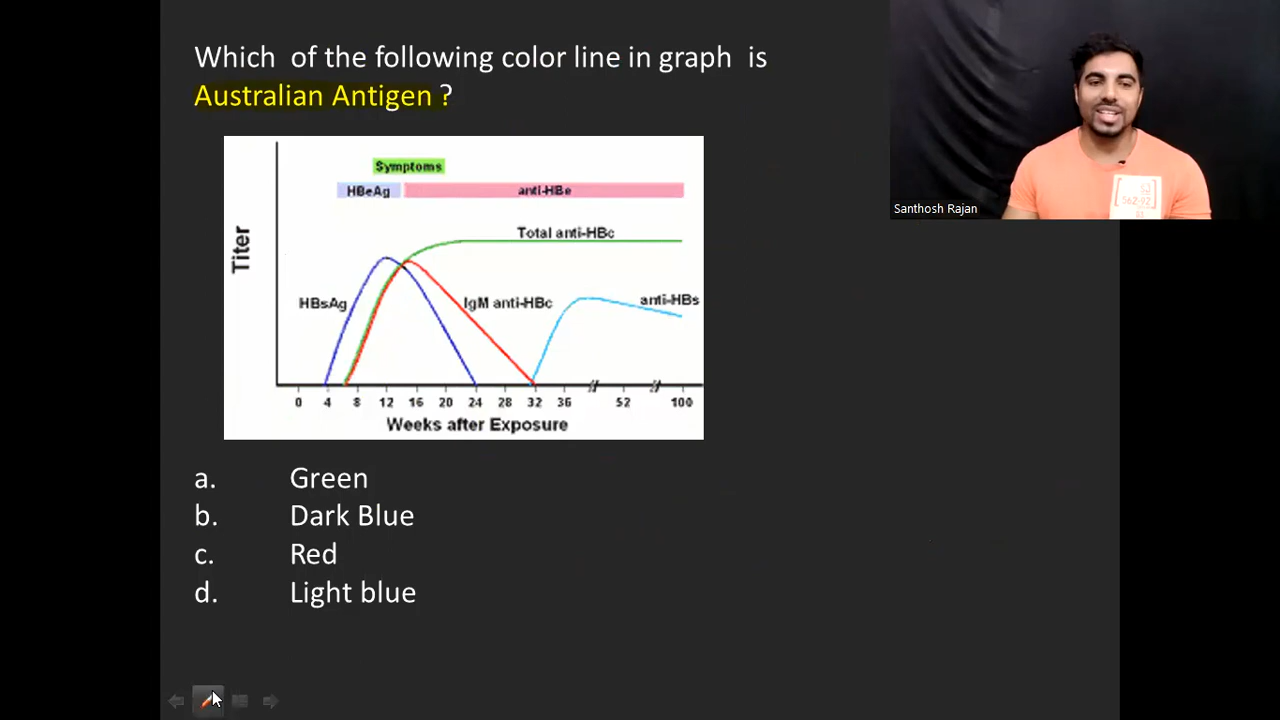 Which of the following color line in graph is
Australian Antigen ?
Santhosh Rajan
Symptoms
HBeAg
anti-HBe
Titer
Total anti-HBc
HBsAg
IgM anti-HBc
anti-HBs
0 4 8 12 16 20 24 28 32 36 52 100
Weeks after Exposure
a. Green
b. Dark Blue
c. Red
d. Light blue